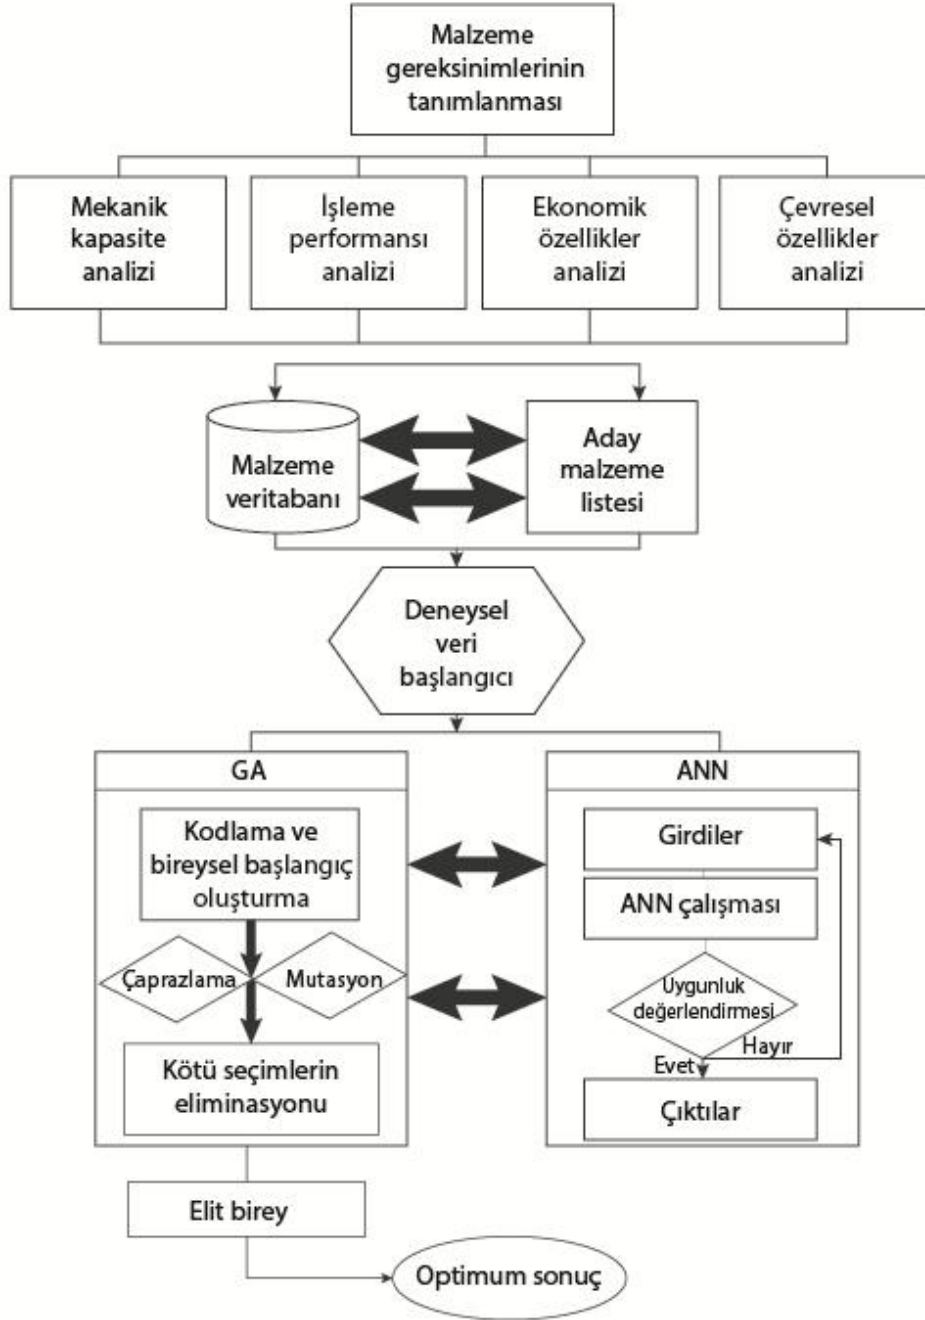 Malzeme
gereksinimlerinin
tanımlanması
Mekanik
kapasite
analizi
İşleme
performansı
analizi
Ekonomik
özellikler
analizi
Çevresel
özellikler
analizi
Malzeme
veritabanı
Aday
malzeme
listesi
Deneysel
veri
başlangıcı
GA
Kodlama ve
bireysel başlangıç
oluşturma
Çaprazlama
Mutasyon
Kötü seçimlerin
eliminasyonu
ANN
Girdiler
ANN çalışması
Uygunluk
değerlendirmesi
Hayır
Evet
Çıktılar
Elit birey
Optimum sonuç